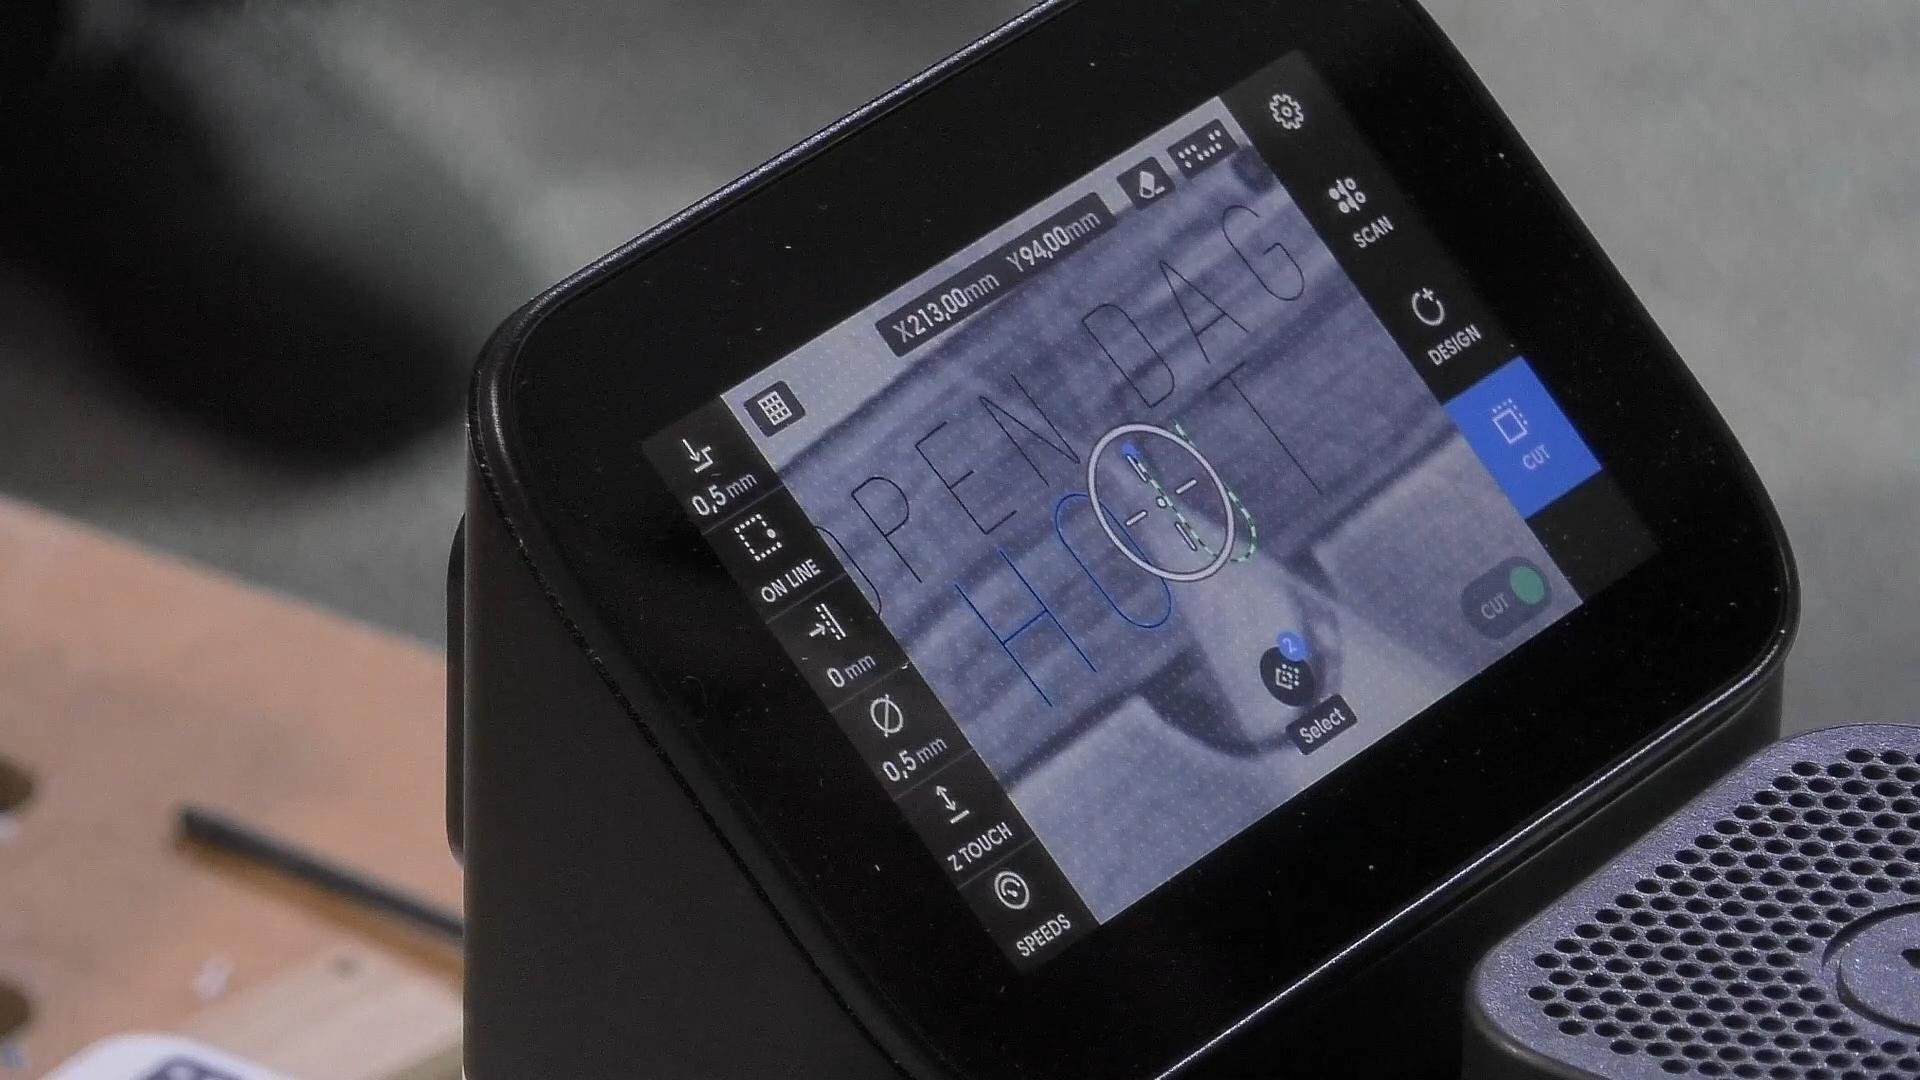 X213,00mm Y94,00mm
0,5 mm
ON LINE
0 mm
0,5 mm
Z TOUCH
SPEEDS
OPEN DAG
HOUT
SCAN
DESIGN
CUT
CUT
2
Select